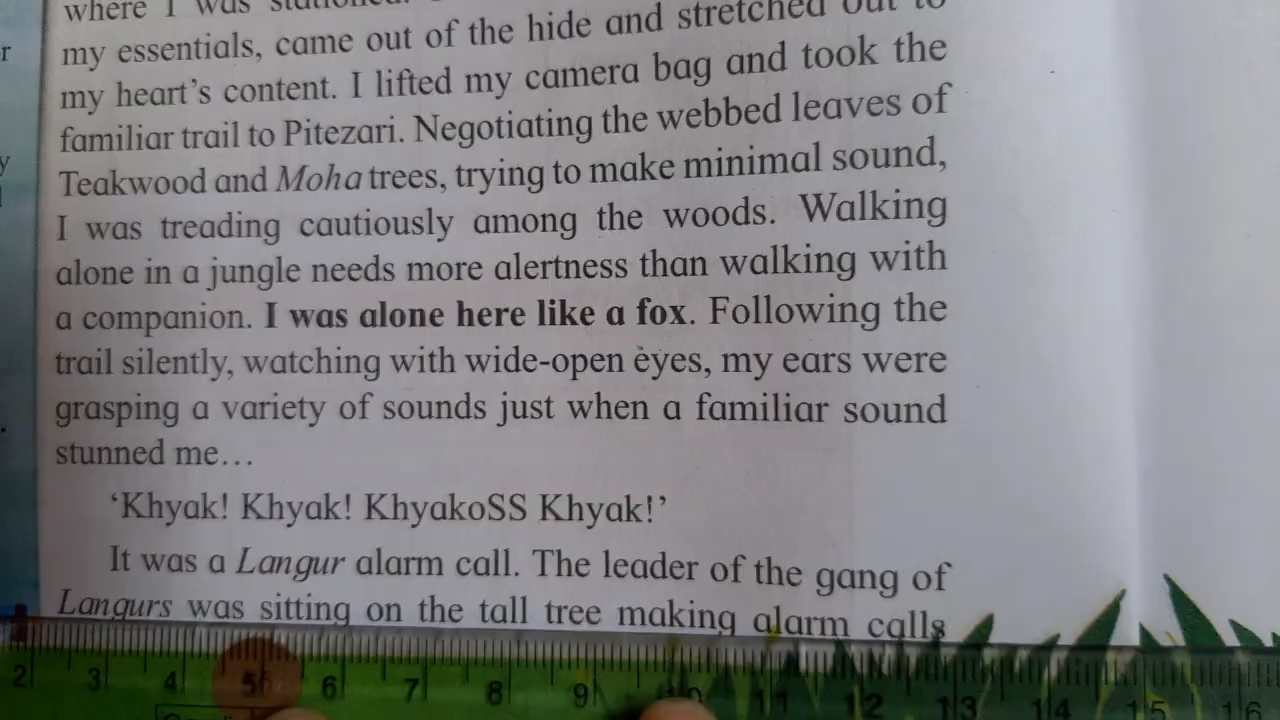 where I was
my essentials, came out of the hide and stretched out to
my heart's content. I lifted my camera bag and took the
familiar trail to Pitezari. Negotiating the webbed leaves of
Teakwood and Moha trees, trying to make minimal sound,
I was treading cautiously among the woods. Walking
alone in a jungle needs more alertness than walking with
a companion. I was alone here like a fox. Following the
trail silently, watching with wide-open eyes, my ears were
grasping a variety of sounds just when a familiar sound
stunned me...
'Khyak! Khyak! KhyakoSS Khyak!'
It was a Langur alarm call. The leader of the gang of
Langurs was sitting on the tall tree making alarm calls
2 3 4 5 6 7 8 9 10 11 12 13 14 15 16